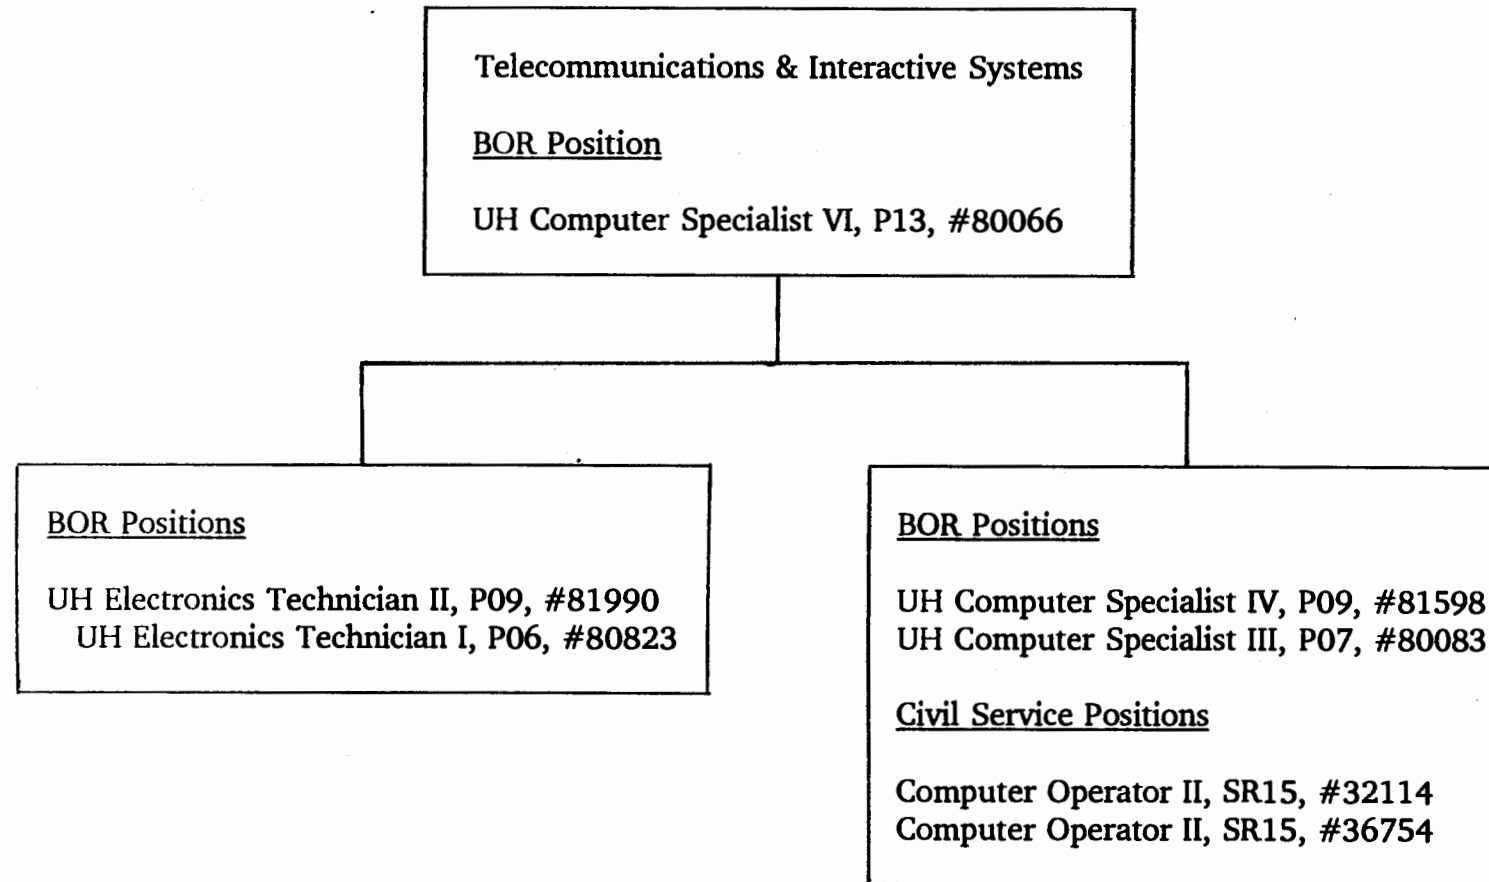 Telecommunications & Interactive Systems
BOR Position
UH Computer Specialist VI, P13, #80066
BOR Positions
UH Electronics Technician II, P09, #81990
UH Electronics Technician I, P06, #80823
BOR Positions
UH Computer Specialist IV, P09, #81598
UH Computer Specialist III, P07, #80083
Civil Service Positions
Computer Operator II, SR15, #32114
Computer Operator II, SR15, #36754